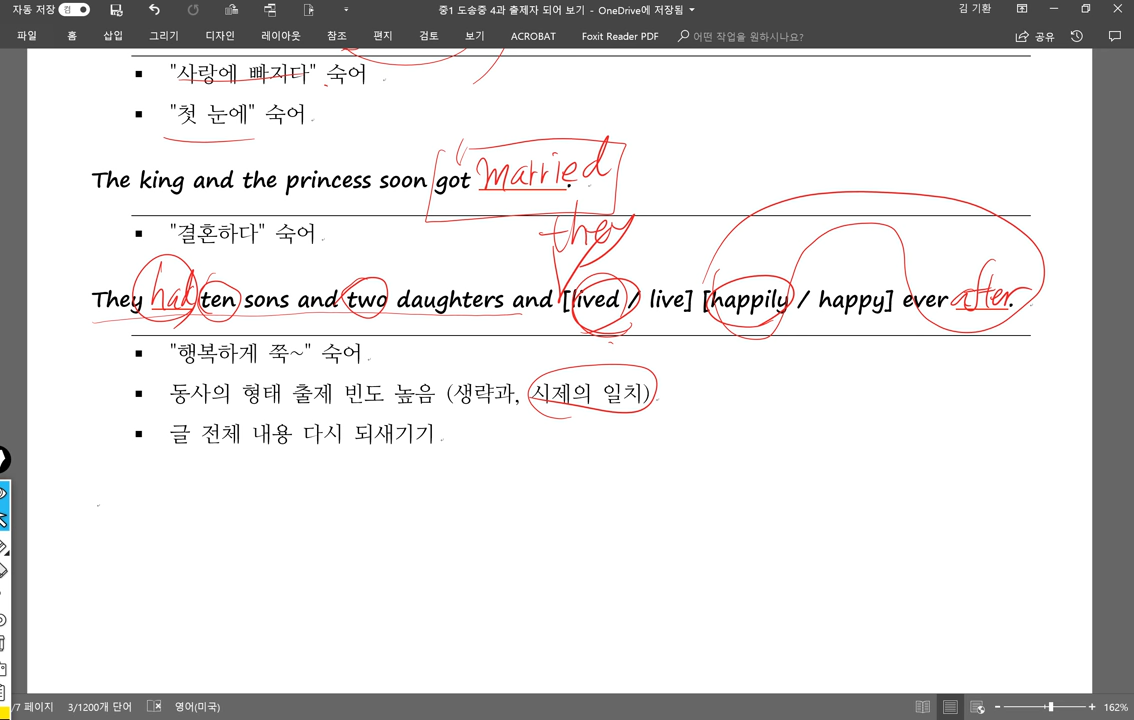 자동 저장 컴
중1 도송중 4과 출제자 되어 보기 - OneDrive에 저장됨
김 기환
파일 홈 삽입 그리기 디자인 레이아웃 참조 편지 검토 보기 ACROBAT Foxit Reader PDF 어떤 작업을 원하시나요? 공유
▪ "사랑에 빠지다" 숙어
▪ "첫 눈에" 숙어
The king and the princess soon got married.
▪ "결혼하다" 숙어
they
They had ten sons and two daughters and [lived / live] [happily / happy] ever after.
▪ "행복하게 쭉~" 숙어
▪ 동사의 형태 출제 빈도 높음 (생략과, 시제의 일치)
▪ 글 전체 내용 다시 되새기기
/7 페이지 3/1200개 단어 영어(미국) 162%